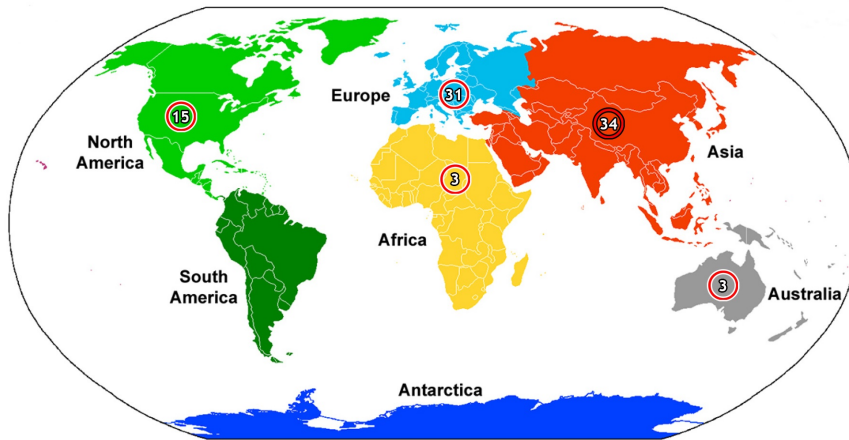 Europe
31
15
34
North
America
Asia
3
Africa
South
America
3
Australia
Antarctica